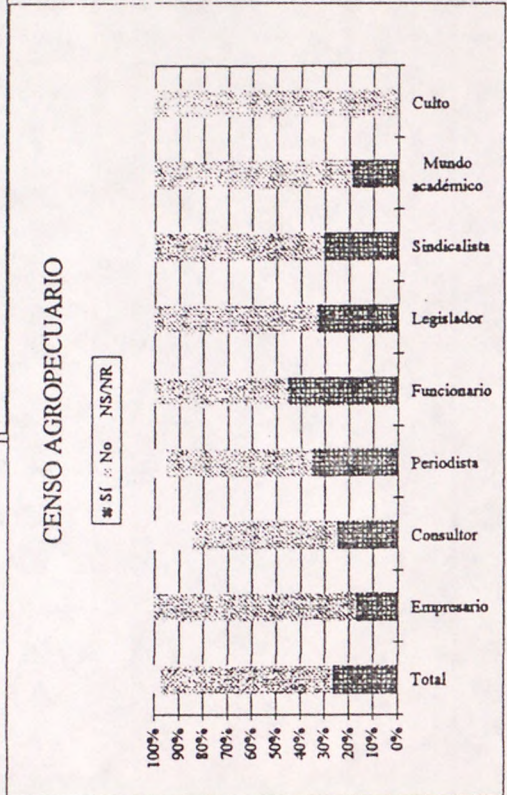 CENSO AGROPECUARIO
Sí No NS/NR
100%
90%
80%
70%
60%
50%
40%
30%
20%
10%
0%
Total
Empresario
Consultor
Periodista
Funcionario
Legislador
Sindicalista
Mundo
académico
Culto